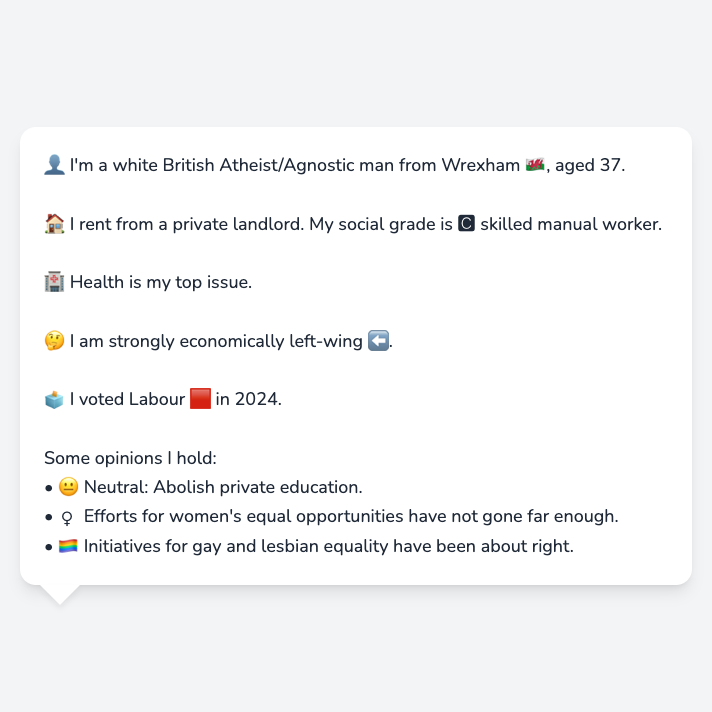 👤 I'm a white British Atheist/Agnostic man from Wrexham 🏴󠁧󠁢󠁷󠁬󠁳󠁿, aged 37.
🏠 I rent from a private landlord. My social grade is 🅲 skilled manual worker.
🏥 Health is my top issue.
🤔 I am strongly economically left-wing ⬅️.
🗳️ I voted Labour 🟥 in 2024.
Some opinions I hold:
• 😐 Neutral: Abolish private education.
• ♀ Efforts for women's equal opportunities have not gone far enough.
• 🏳️‍🌈 Initiatives for gay and lesbian equality have been about right.